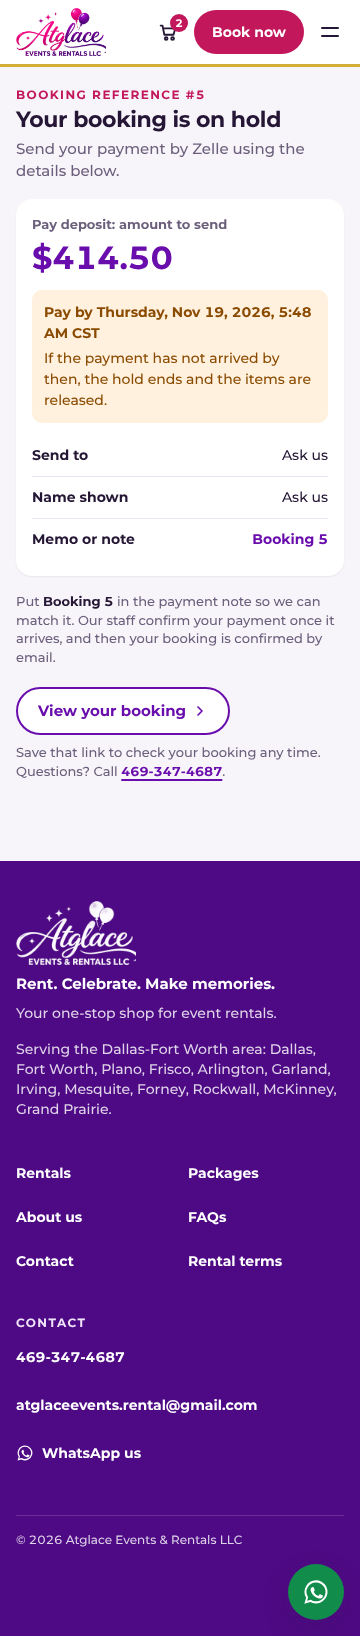 Atglace
EVENTS & RENTALS LLC
2
Book now
BOOKING REFERENCE #5
Your booking is on hold
Send your payment by Zelle using the
details below.
Pay deposit: amount to send
$414.50
Pay by Thursday, Nov 19, 2026, 5:48
AM CST
If the payment has not arrived by
then, the hold ends and the items are
released.
Send to Ask us
Name shown Ask us
Memo or note Booking 5
Put Booking 5 in the payment note so we can
match it. Our staff confirm your payment once it
arrives, and then your booking is confirmed by
email.
View your booking
Save that link to check your booking any time.
Questions? Call 469-347-4687.
Atglace
EVENTS & RENTALS LLC
Rent. Celebrate. Make memories.
Your one-stop shop for event rentals.
Serving the Dallas-Fort Worth area: Dallas,
Fort Worth, Plano, Frisco, Arlington, Garland,
Irving, Mesquite, Forney, Rockwall, McKinney,
Grand Prairie.
Rentals Packages
About us FAQs
Contact Rental terms
CONTACT
469-347-4687
atglaceevents.rental@gmail.com
WhatsApp us
© 2026 Atglace Events & Rentals LLC